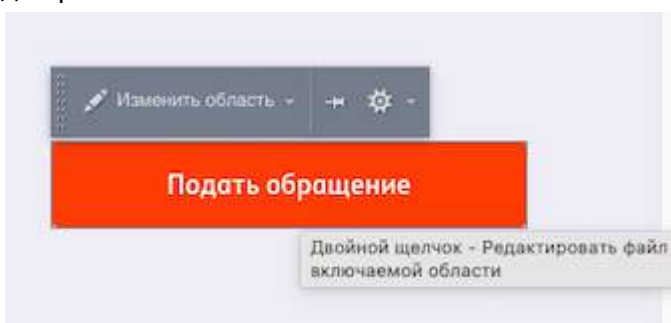 Изменить область
Подать обращение
Двойной щелчок - Редактировать файл
включаемой области